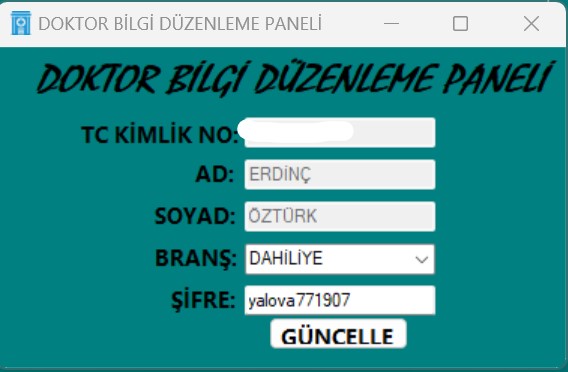 DOKTOR BİLGİ DÜZENLEME PANELİ
DOKTOR BİLGİ DÜZENLEME PANELİ
TC KİMLİK NO:
AD: ERDİNÇ
SOYAD: ÖZTÜRK
BRANŞ: DAHİLİYE
ŞİFRE: yalova771907
GÜNCELLE